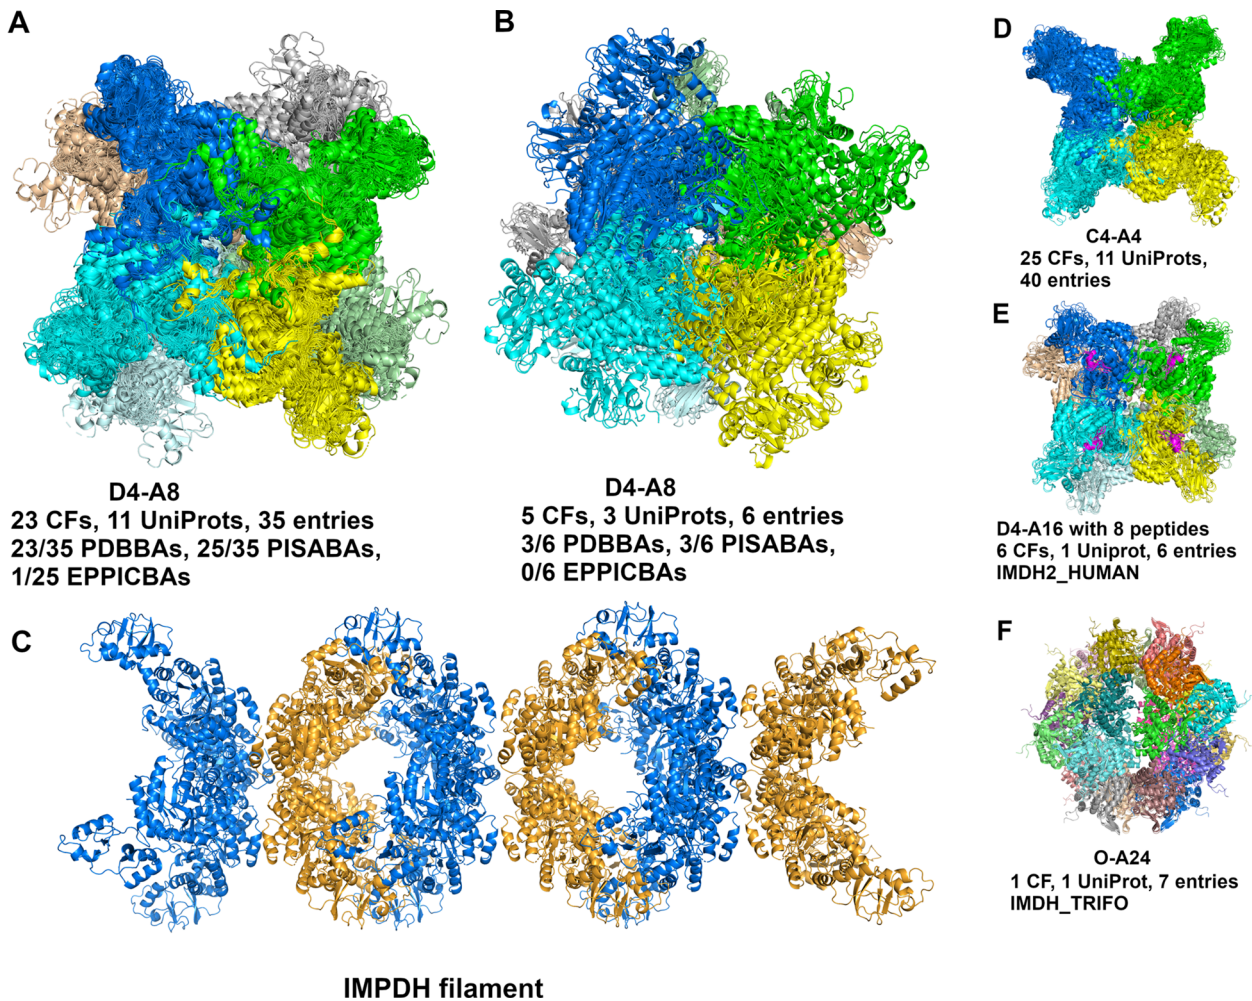 A
D4-A8
23 CFs, 11 UniProts, 35 entries
23/35 PDBBAs, 25/35 PISABAs,
1/25 EPPICBAs
B
D4-A8
5 CFs, 3 UniProts, 6 entries
3/6 PDBBAs, 3/6 PISABAs,
0/6 EPPICBAs
C
IMPDH filament
D
C4-A4
25 CFs, 11 UniProts,
40 entries
E
D4-A16 with 8 peptides
6 CFs, 1 Uniprot, 6 entries
IMDH2_HUMAN
F
O-A24
1 CF, 1 UniProt, 7 entries
IMDH_TRIFO